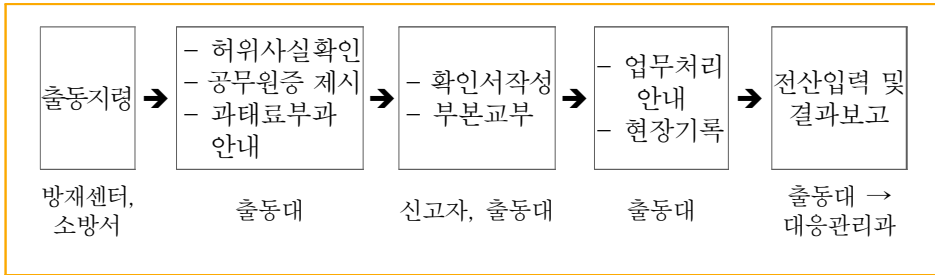 출동지령 ➔
– 허위사실확인
– 공무원증 제시
– 과태료부과
안내
➔
– 확인서작성
– 부본교부
➔
– 업무처리
안내
– 현장기록
➔
전산입력 및
결과보고
방재센터,
소방서
출동대
신고자, 출동대
출동대
출동대 →
대응관리과